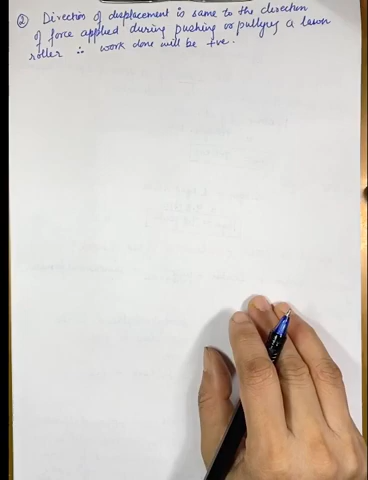 ② Direction of displacement is same to the direction
of force applied during pushing or pullying a lawn
roller ∴ work done will be +ve.